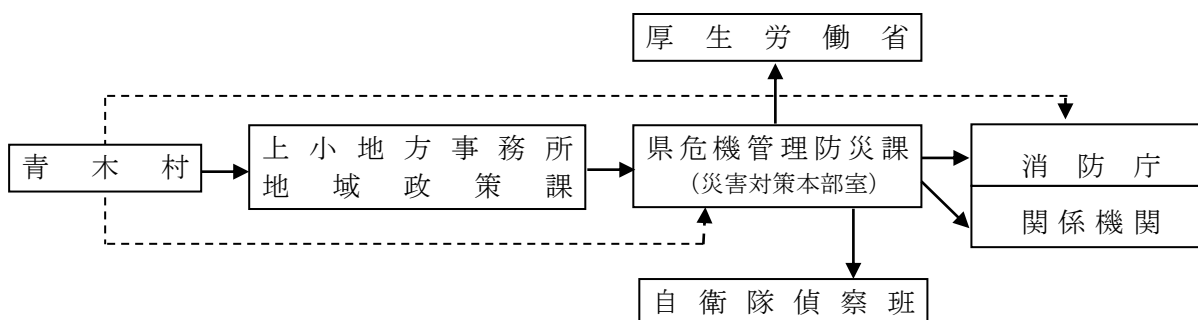 厚生労働省
青木村
上小地方事務所
地域政策課
県危機管理防災課
（災害対策本部室）
消防庁
関係機関
自衛隊偵察班